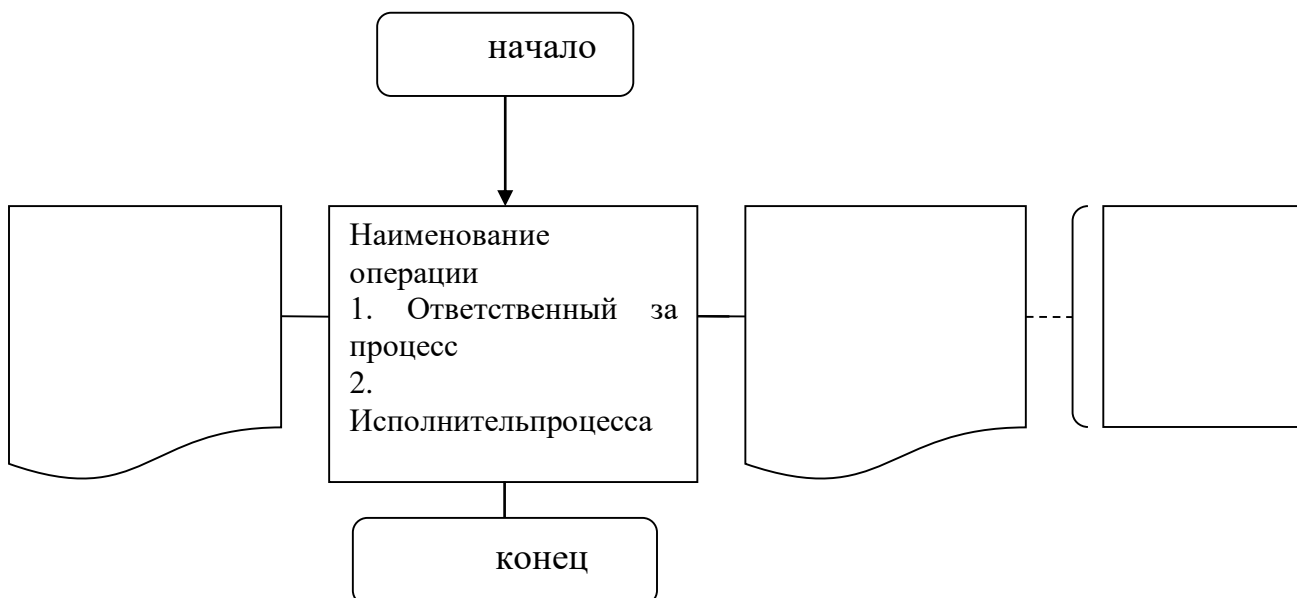 начало
Наименование
операции
1. Ответственный за
процесс
2.
Исполнительпроцесса
конец